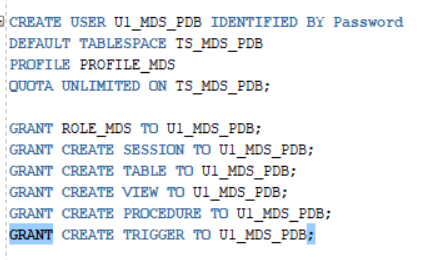 CREATE USER U1_MDS_PDB IDENTIFIED BY Password
DEFAULT TABLESPACE TS_MDS_PDB
PROFILE PROFILE_MDS
QUOTA UNLIMITED ON TS_MDS_PDB;
GRANT ROLE_MDS TO U1_MDS_PDB;
GRANT CREATE SESSION TO U1_MDS_PDB;
GRANT CREATE TABLE TO U1_MDS_PDB;
GRANT CREATE VIEW TO U1_MDS_PDB;
GRANT CREATE PROCEDURE TO U1_MDS_PDB;
GRANT CREATE TRIGGER TO U1_MDS_PDB;